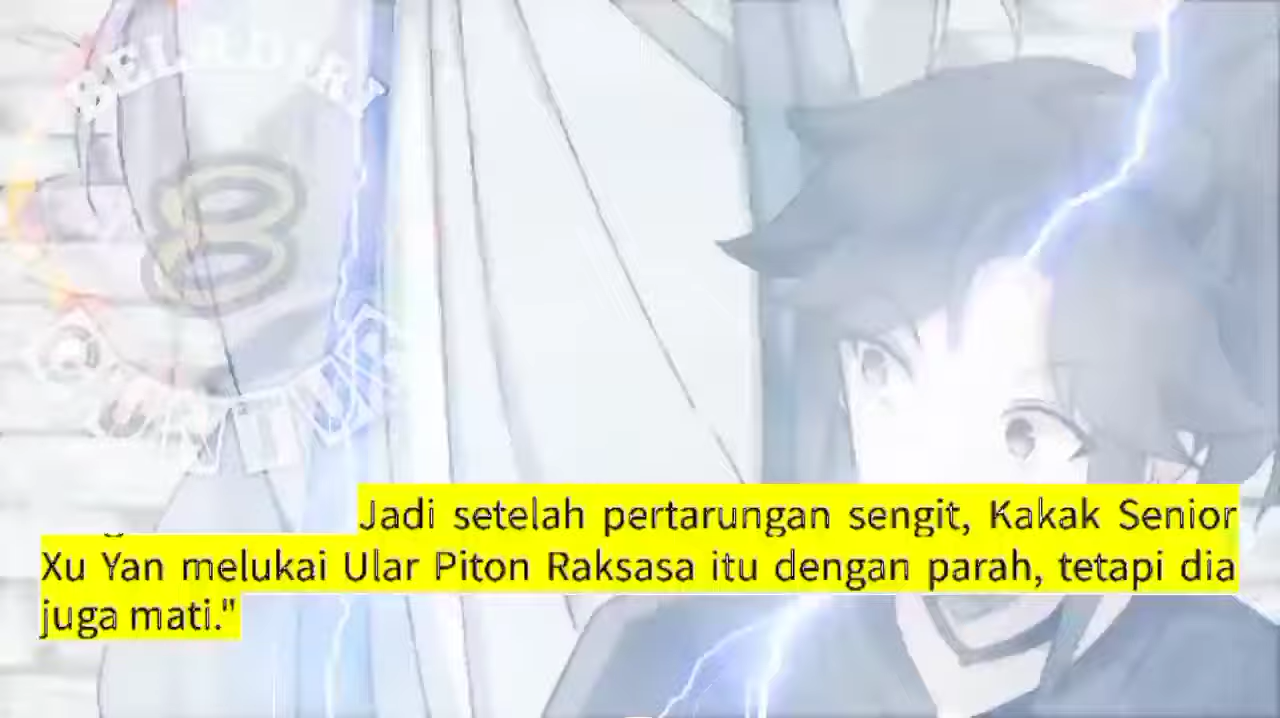 BELADIRI
Jadi setelah pertarungan sengit, Kakak Senior
Xu Yan melukai Ular Piton Raksasa itu dengan parah, tetapi dia
juga mati."